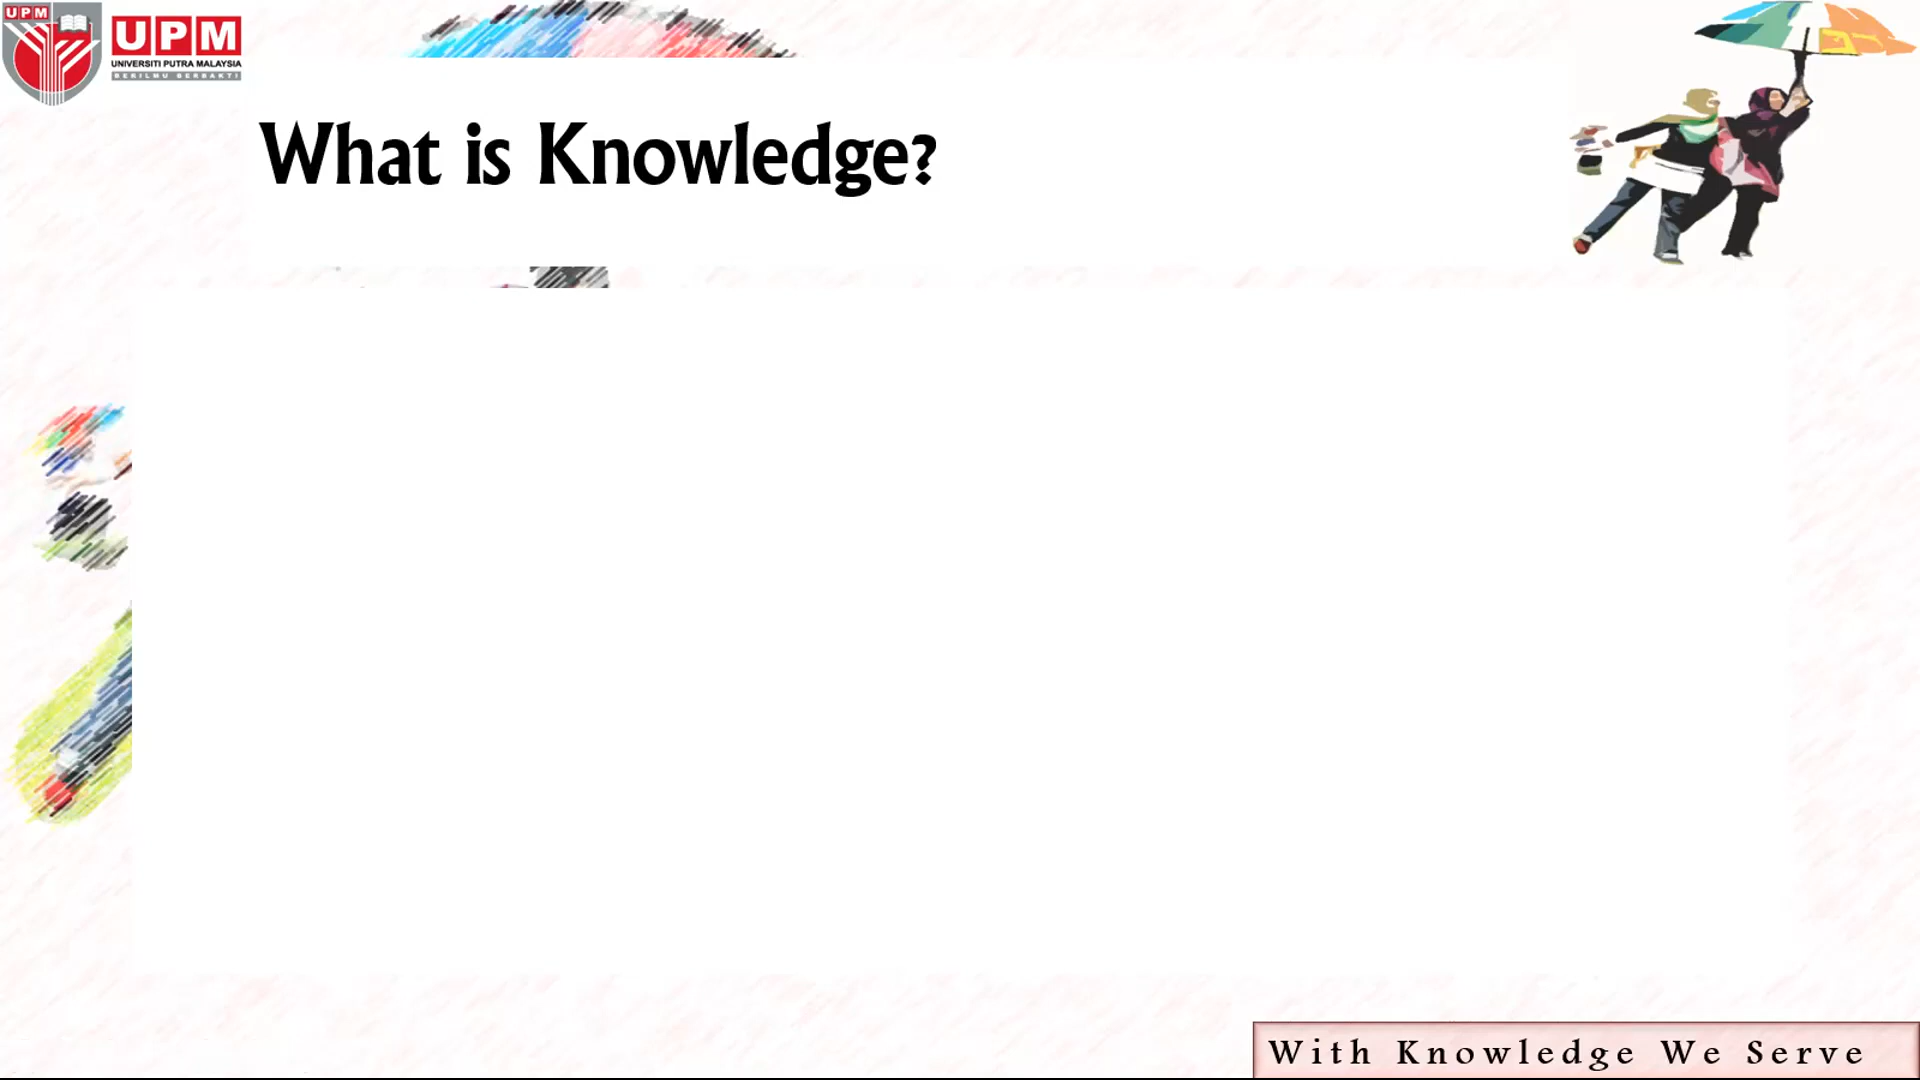 UPM
UPM
UNIVERSITI PUTRA MALAYSIA
BERILMU BERBAKTI
What is Knowledge?
With Knowledge We Serve